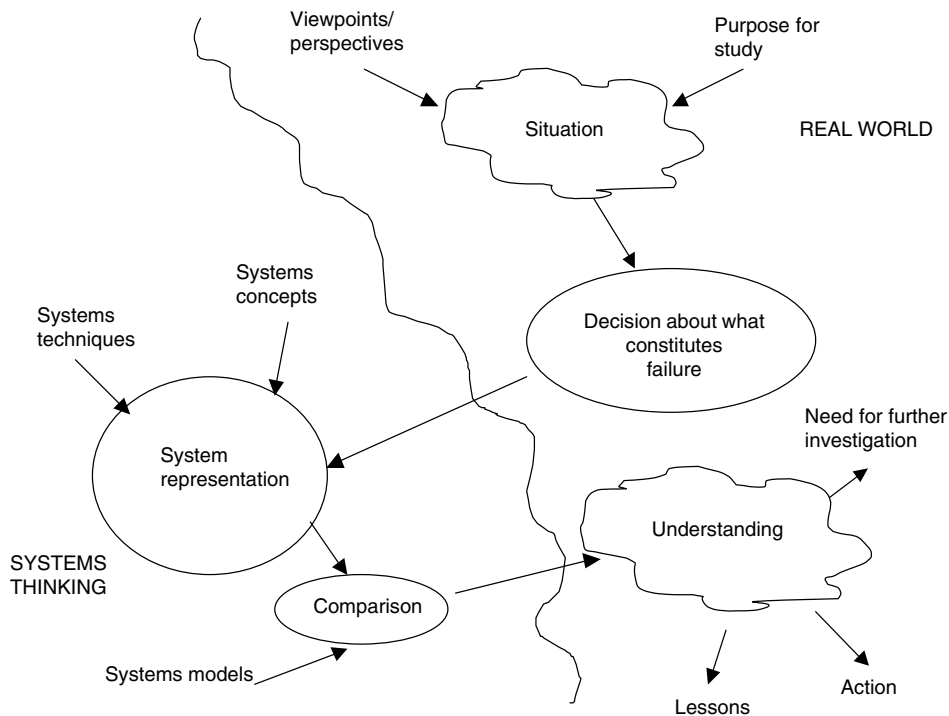 Viewpoints/
perspectives
Purpose for
study
Situation
REAL WORLD
Systems
concepts
Systems
techniques
Decision about what
constitutes
failure
Need for further
investigation
System
representation
Understanding
SYSTEMS
THINKING
Comparison
Systems models
Lessons
Action